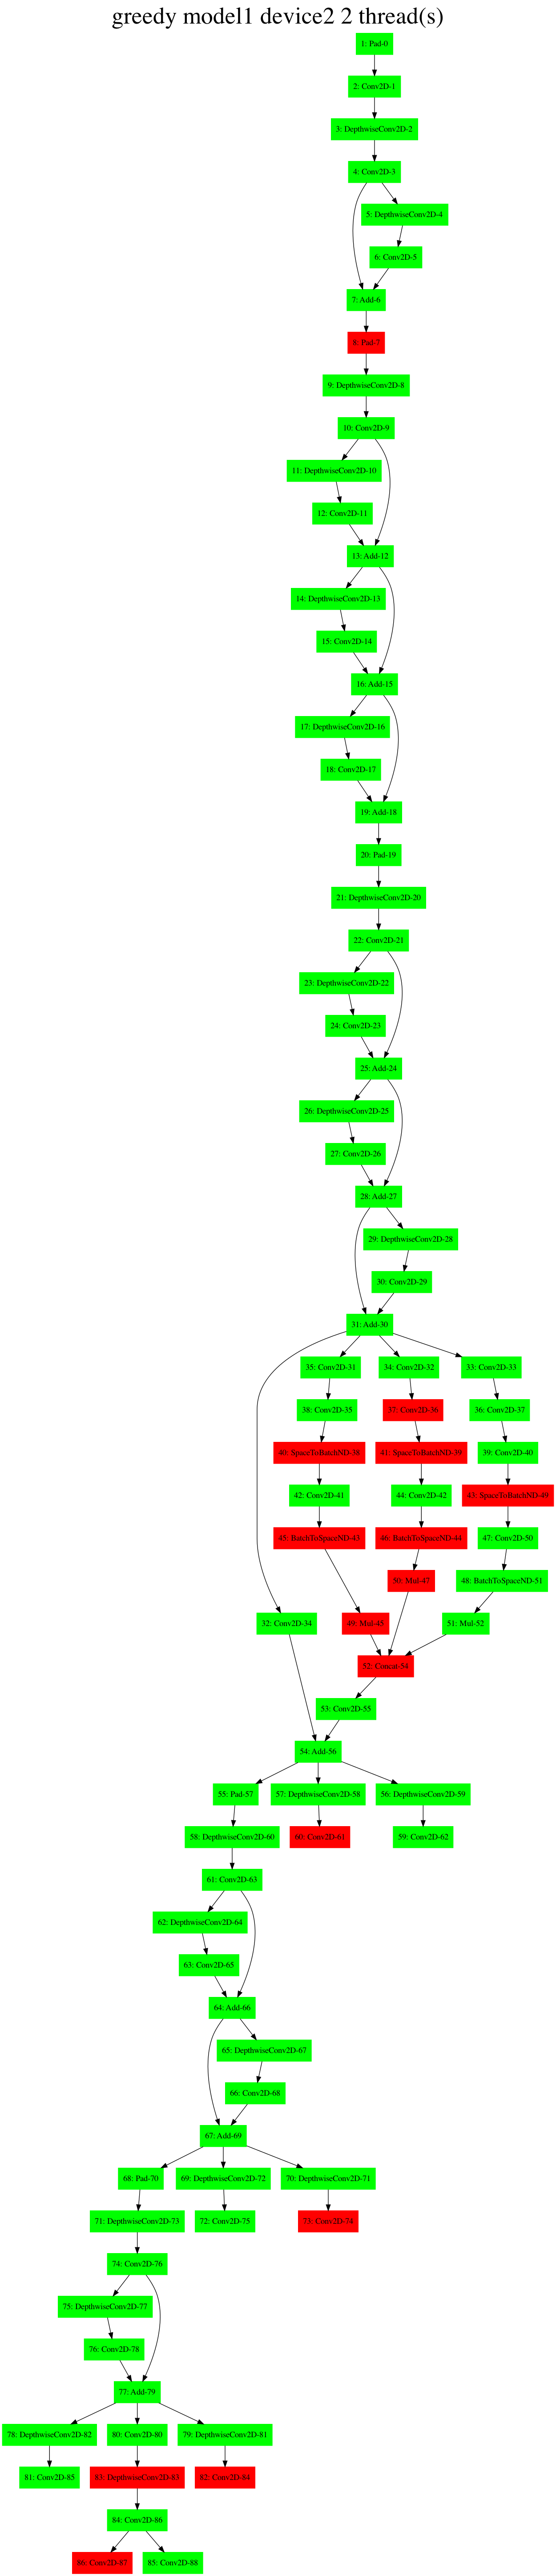 greedy model1 device2 2 thread(s)
1: Pad-0
2: Conv2D-1
3: DepthwiseConv2D-2
4: Conv2D-3
5: DepthwiseConv2D-4
6: Conv2D-5
7: Add-6
8: Pad-7
9: DepthwiseConv2D-8
10: Conv2D-9
11: DepthwiseConv2D-10
12: Conv2D-11
13: Add-12
14: DepthwiseConv2D-13
15: Conv2D-14
16: Add-15
17: DepthwiseConv2D-16
18: Conv2D-17
19: Add-18
20: Pad-19
21: DepthwiseConv2D-20
22: Conv2D-21
23: DepthwiseConv2D-22
24: Conv2D-23
25: Add-24
26: DepthwiseConv2D-25
27: Conv2D-26
28: Add-27
29: DepthwiseConv2D-28
30: Conv2D-29
31: Add-30
35: Conv2D-31
34: Conv2D-32
33: Conv2D-33
38: Conv2D-35
37: Conv2D-36
36: Conv2D-37
40: SpaceToBatchND-38
41: SpaceToBatchND-39
39: Conv2D-40
42: Conv2D-41
44: Conv2D-42
43: SpaceToBatchND-49
45: BatchToSpaceND-43
46: BatchToSpaceND-44
47: Conv2D-50
50: Mul-47
48: BatchToSpaceND-51
32: Conv2D-34
49: Mul-45
51: Mul-52
52: Concat-54
53: Conv2D-55
54: Add-56
55: Pad-57
57: DepthwiseConv2D-58
56: DepthwiseConv2D-59
58: DepthwiseConv2D-60
60: Conv2D-61
59: Conv2D-62
61: Conv2D-63
62: DepthwiseConv2D-64
63: Conv2D-65
64: Add-66
65: DepthwiseConv2D-67
66: Conv2D-68
67: Add-69
68: Pad-70
69: DepthwiseConv2D-72
70: DepthwiseConv2D-71
71: DepthwiseConv2D-73
72: Conv2D-75
73: Conv2D-74
74: Conv2D-76
75: DepthwiseConv2D-77
76: Conv2D-78
77: Add-79
78: DepthwiseConv2D-82
80: Conv2D-80
79: DepthwiseConv2D-81
81: Conv2D-85
83: DepthwiseConv2D-83
82: Conv2D-84
84: Conv2D-86
86: Conv2D-87
85: Conv2D-88